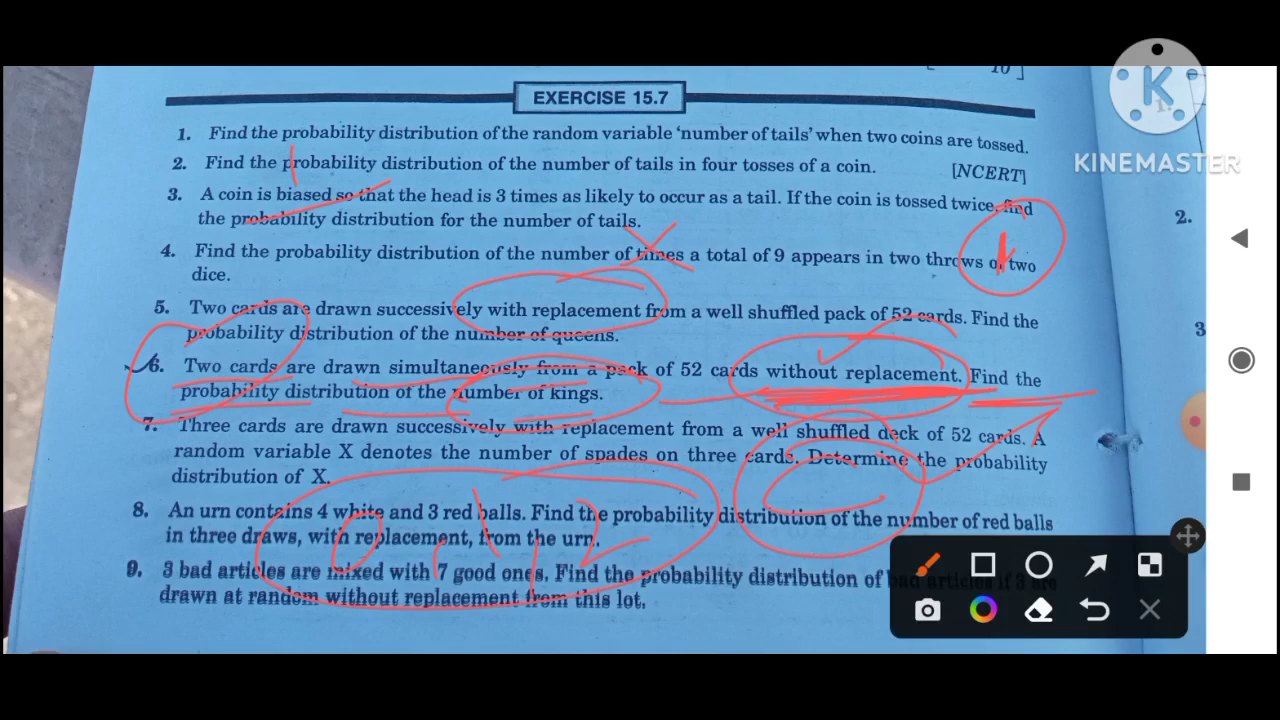 10 ]
EXERCISE 15.7
1. Find the probability distribution of the random variable 'number of tails' when two coins are tossed.
2. Find the probability distribution of the number of tails in four tosses of a coin. [NCERT]
3. A coin is biased so that the head is 3 times as likely to occur as a tail. If the coin is tossed twice, find
the probability distribution for the number of tails.
4. Find the probability distribution of the number of times a total of 9 appears in two throws of two
dice.
5. Two cards are drawn successively with replacement from a well shuffled pack of 52 cards. Find the
probability distribution of the number of queens.
6. Two cards are drawn simultaneously from a pack of 52 cards without replacement. Find the
probability distribution of the number of kings.
7. Three cards are drawn successively with replacement from a well shuffled deck of 52 cards. A
random variable X denotes the number of spades on three cards. Determine the probability
distribution of X.
8. An urn contains 4 white and 3 red balls. Find the probability distribution of the number of red balls
in three draws, with replacement, from the urn.
9. 3 bad articles are mixed with 7 good ones. Find the probability distribution of bad articles if 3 are
drawn at random without replacement from this lot.
0, 1, 2
1.
2.
3
K
KINEMASTER